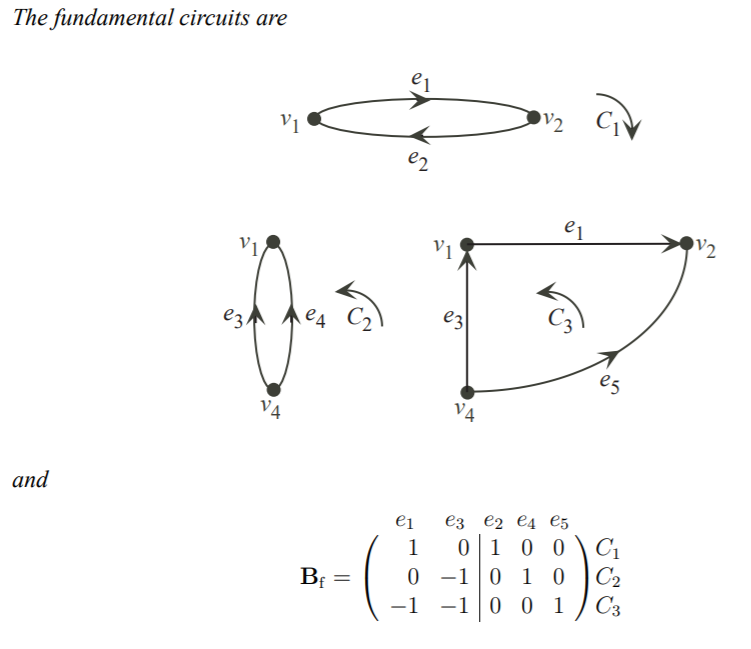 The fundamental circuits are
e1
v1 v2 C1
e2
v1 v1 e1 v2
e3 e4 C2 e3 C3
e5
v4 v4
and
e1 e3 e2 e4 e5
1 0 1 0 0 C1
Bf = 0 −1 0 1 0 C2
−1 −1 0 0 1 C3